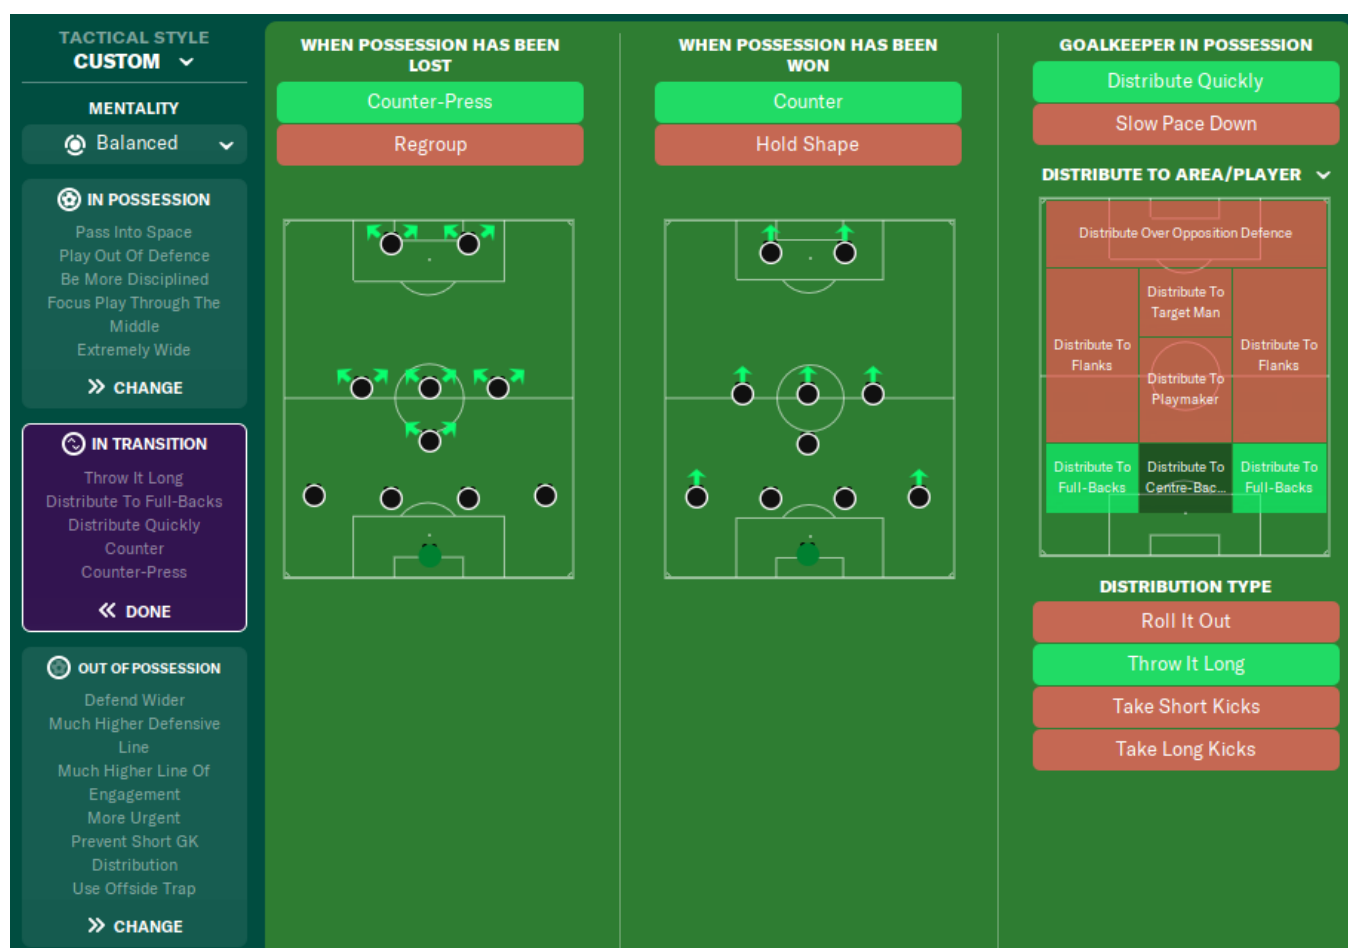 TACTICAL STYLE
CUSTOM
MENTALITY
Balanced
IN POSSESSION
Pass Into Space
Play Out Of Defence
Be More Disciplined
Focus Play Through The
Middle
Extremely Wide
CHANGE
IN TRANSITION
Throw It Long
Distribute To Full-Backs
Distribute Quickly
Counter
Counter-Press
DONE
OUT OF POSSESSION
Defend Wider
Much Higher Defensive
Line
Much Higher Line Of
Engagement
More Urgent
Prevent Short GK
Distribution
Use Offside Trap
CHANGE
WHEN POSSESSION HAS BEEN
LOST
Counter-Press
Regroup
WHEN POSSESSION HAS BEEN
WON
Counter
Hold Shape
GOALKEEPER IN POSSESSION
Distribute Quickly
Slow Pace Down
DISTRIBUTE TO AREA/PLAYER
Distribute Over Opposition Defence
Distribute To
Target Man
Distribute To
Flanks
Distribute To
Playmaker
Distribute To
Flanks
Distribute To
Full-Backs
Distribute To
Centre-Bac...
Distribute To
Full-Backs
DISTRIBUTION TYPE
Roll It Out
Throw It Long
Take Short Kicks
Take Long Kicks